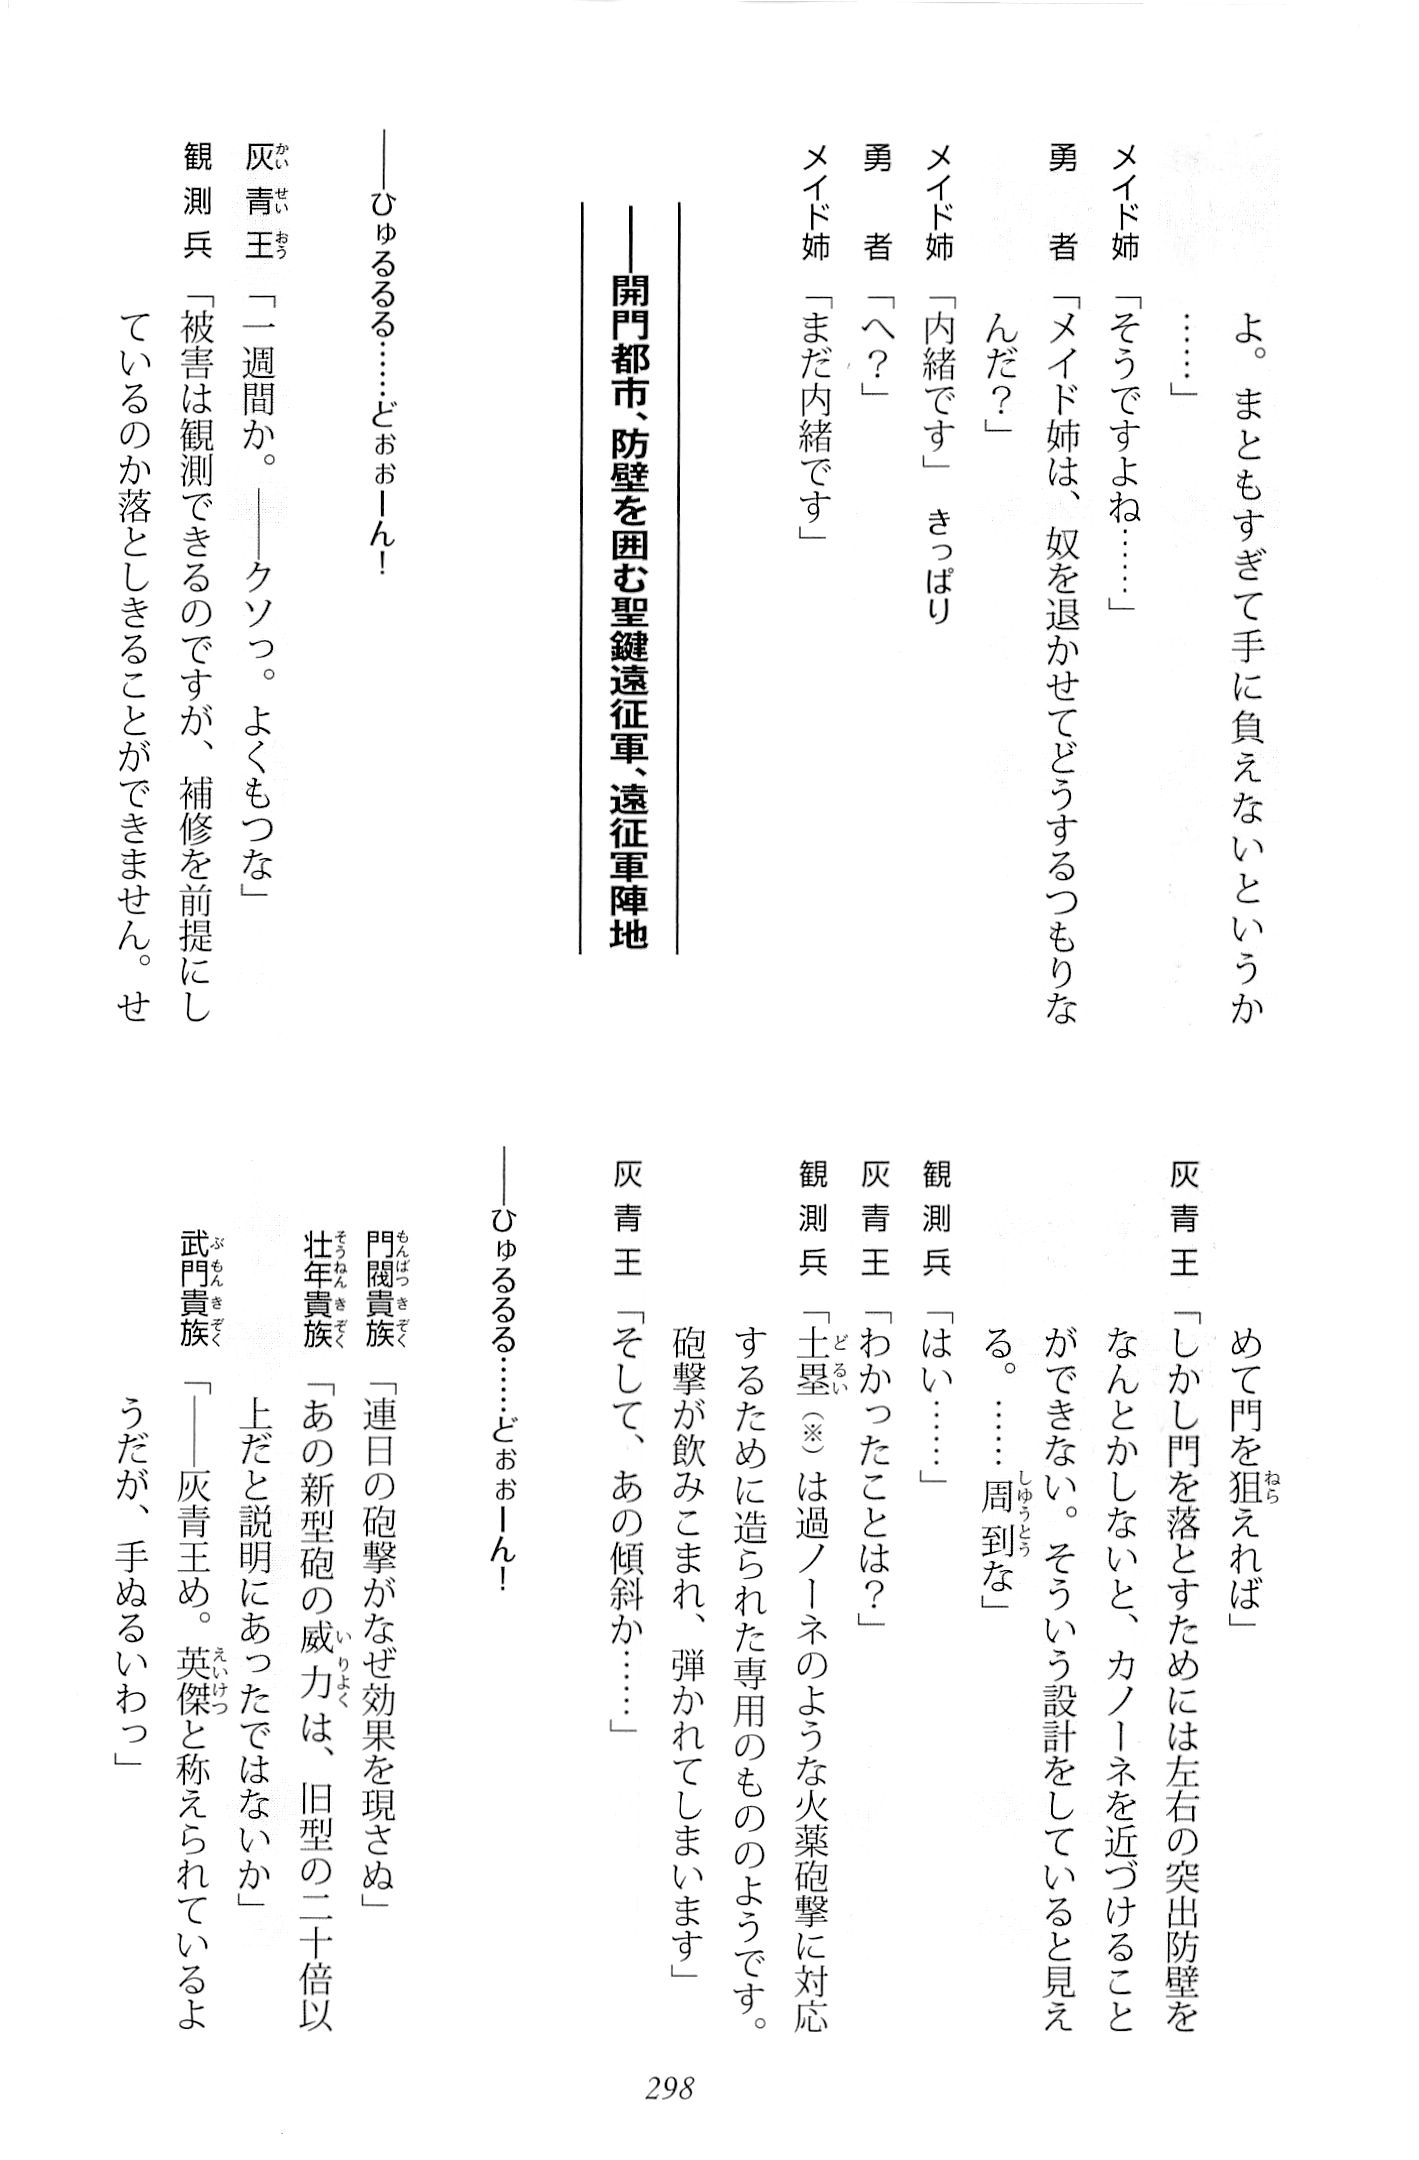 よ。まともすぎて手に負えないというか
……」
メイド姉「そうですよね……」
勇者「メイド姉は、奴を退かせてどうするつもりな
んだ？」
メイド姉「内緒です」　きっぱり
勇者「へ？」
メイド姉「まだ内緒です」
――開門都市、防壁を囲む聖鍵遠征軍、遠征軍陣地
――ひゅるるる……どぉぉーん！
灰青王「一週間か。――クソっ。よくもつな」
観測兵「被害は観測できるのですが、補修を前提にし
ているのか落としきることができません。せ
めて門を狙えれば」
灰青王「しかし門を落とすためには左右の突出防壁を
なんとかしないと、カノーネを近づけること
ができない。そういう設計をしていると見え
る。……周到な」
観測兵「はい……」
灰青王「わかったことは？」
観測兵「土塁（※）は過ノーネのような火薬砲撃に対応
するために造られた専用のもののようです。
砲撃が飲みこまれ、弾かれてしまいます」
灰青王「そして、あの傾斜か……」
――ひゅるるる……どぉぉーん！
門閥貴族「連日の砲撃がなぜ効果を現さぬ」
壮年貴族「あの新型砲の威力は、旧型の二十倍以
上だと説明にあったではないか」
武門貴族「――灰青王め。英傑と称えられているよ
うだが、手ぬるいわっ」
298